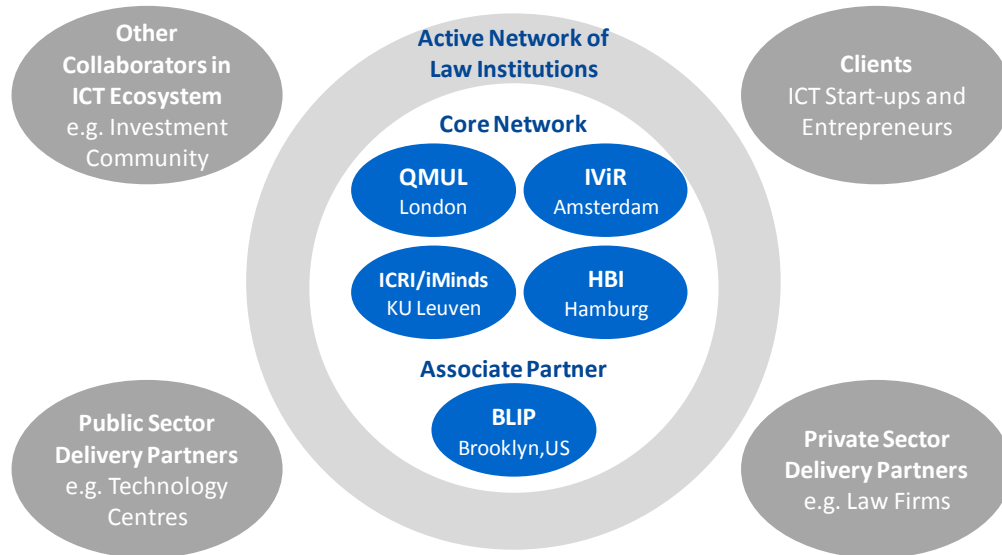 Other
Collaborators in
ICT Ecosystem
e.g. Investment
Community
Active Network of
Law Institutions
Clients
ICT Start-ups and
Entrepreneurs
Core Network
QMUL
London
IViR
Amsterdam
ICRI/iMinds
KU Leuven
HBI
Hamburg
Associate Partner
BLIP
Brooklyn,US
Public Sector
Delivery Partners
e.g. Technology
Centres
Private Sector
Delivery Partners
e.g. Law Firms